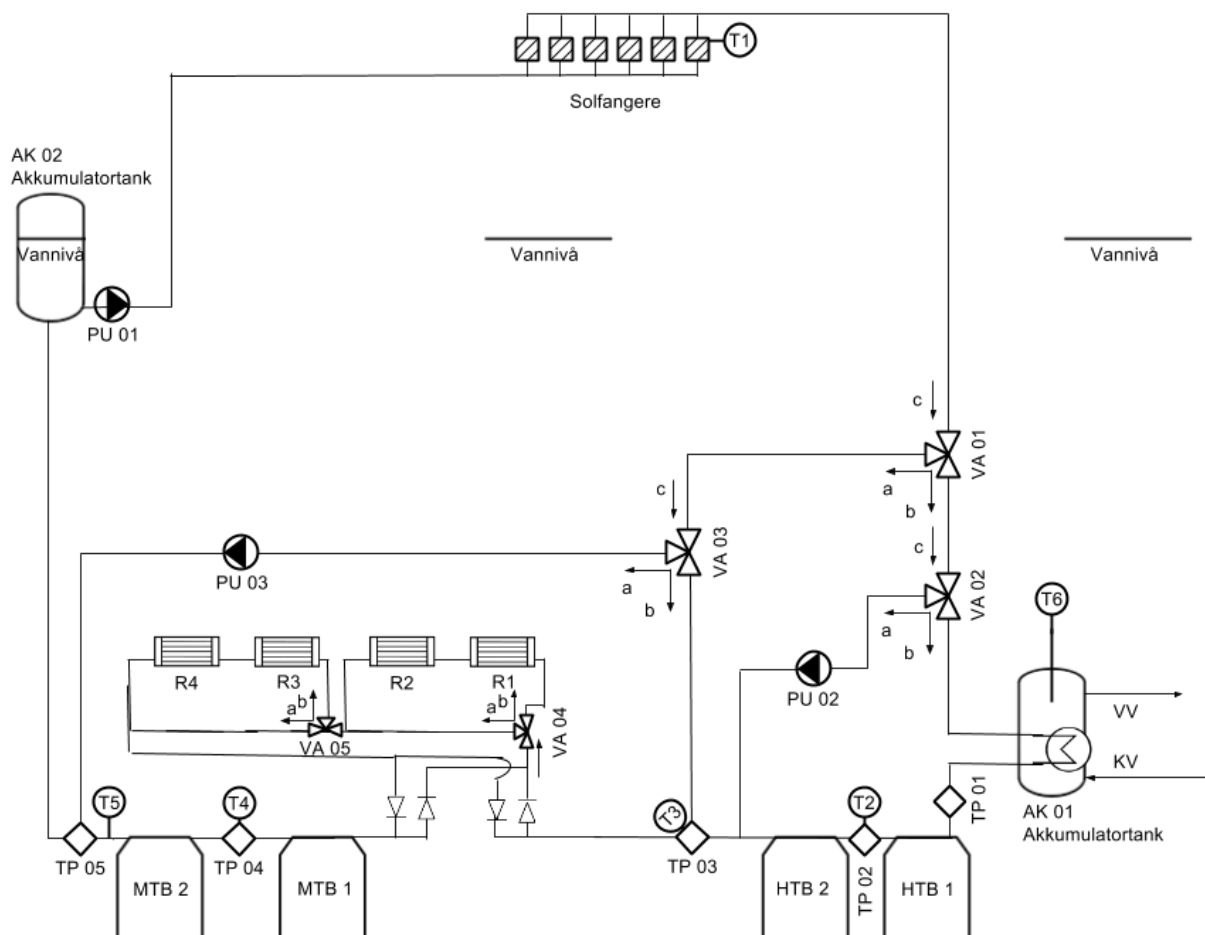 T1
Solfangere
AK 02
Akkumulatortank
Vannivå
Vannivå
Vannivå
PU 01
c
VA 01
a
b
c
c
VA 03
PU 03
a
b
VA 02
a
b
T6
R4
R3
R2
R1
PU 02
a
b
VA 05
a
b
VA 04
VV
KV
TP 01
AK 01
Akkumulatortank
T5
T4
T3
T2
TP 05
TP 04
TP 03
TP 02
MTB 2
MTB 1
HTB 2
HTB 1